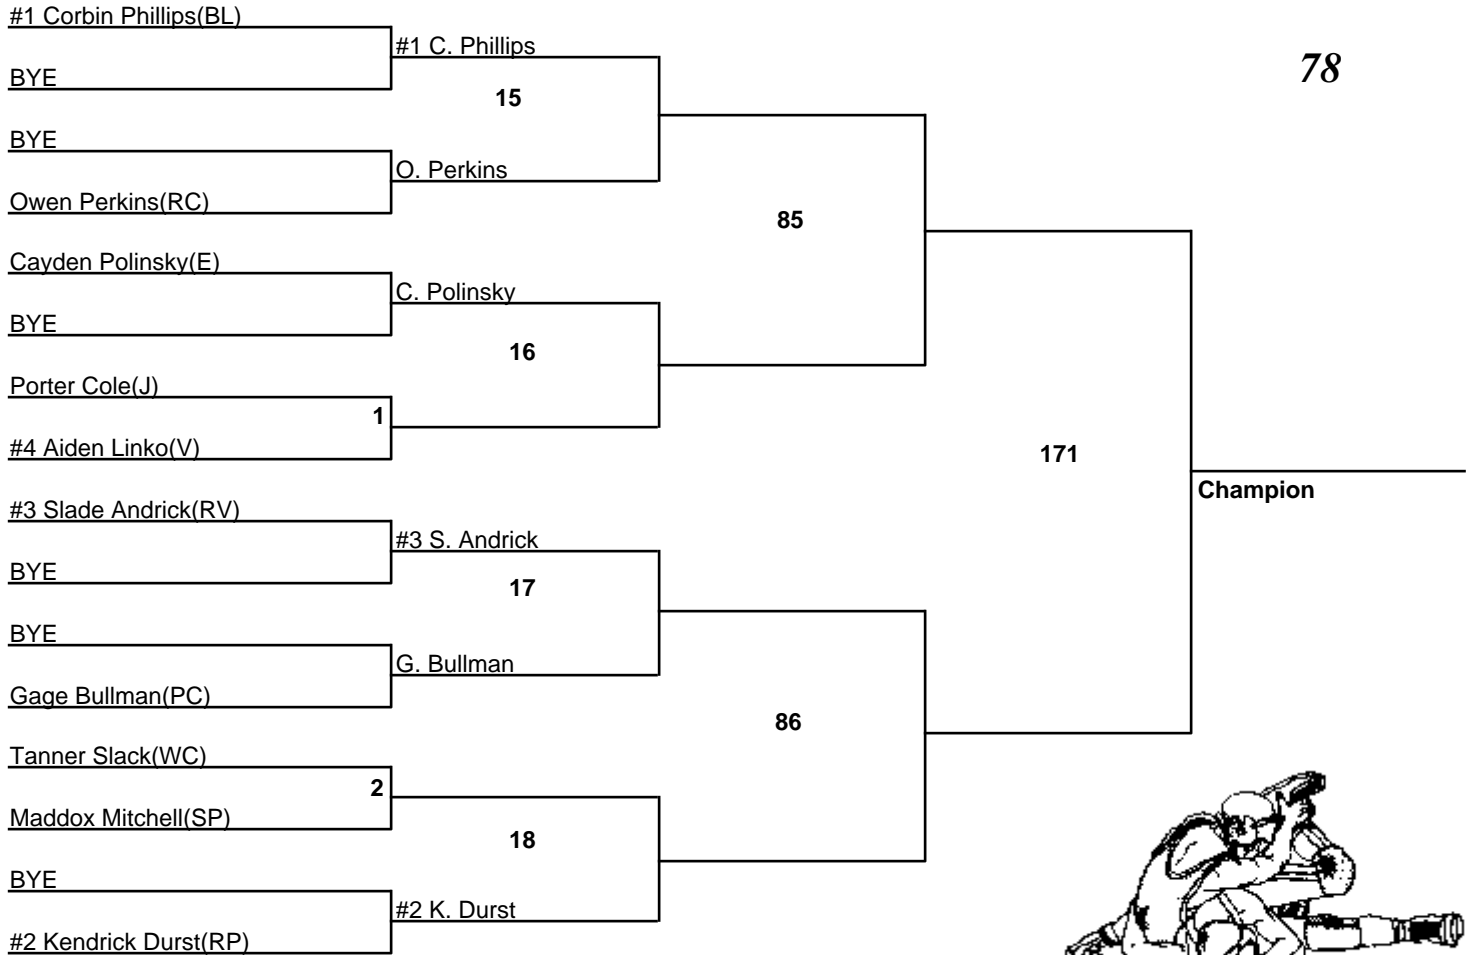 #1 Corbin Phillips(BL)
#1 C. Phillips
78
BYE
15
BYE
O. Perkins
Owen Perkins(RC)
85
Cayden Polinsky(E)
C. Polinsky
BYE
16
Porter Cole(J)
1
#4 Aiden Linko(V)
171
Champion
#3 Slade Andrick(RV)
#3 S. Andrick
BYE
17
BYE
G. Bullman
Gage Bullman(PC)
86
Tanner Slack(WC)
2
Maddox Mitchell(SP)
18
BYE
#2 K. Durst
#2 Kendrick Durst(RP)